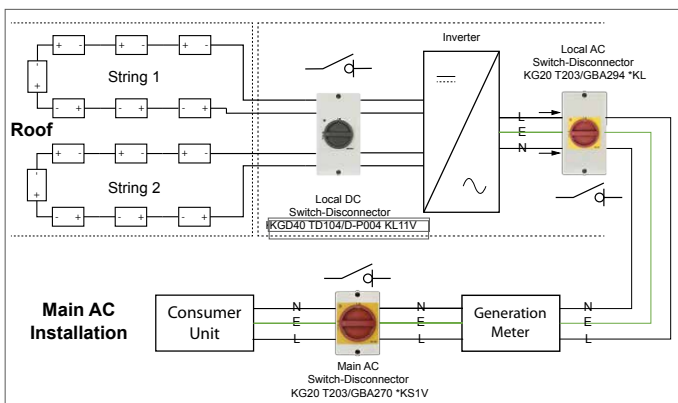 + - + - + -
- +
String 1
- + - + - +
Roof
+ - + - + -
- +
String 2
- + - + - +
Local DC
Switch-Disconnector
KGD40 TD104/D-P004 KL11V
Inverter
L
E
N
Local AC
Switch-Disconnector
KG20 T203/GBA294 *KL
Main AC
Installation
Consumer
Unit
N
E
L
Main AC
Switch-Disconnector
KG20 T203/GBA270 *KS1V
N
E
L
Generation
Meter
N
E
L